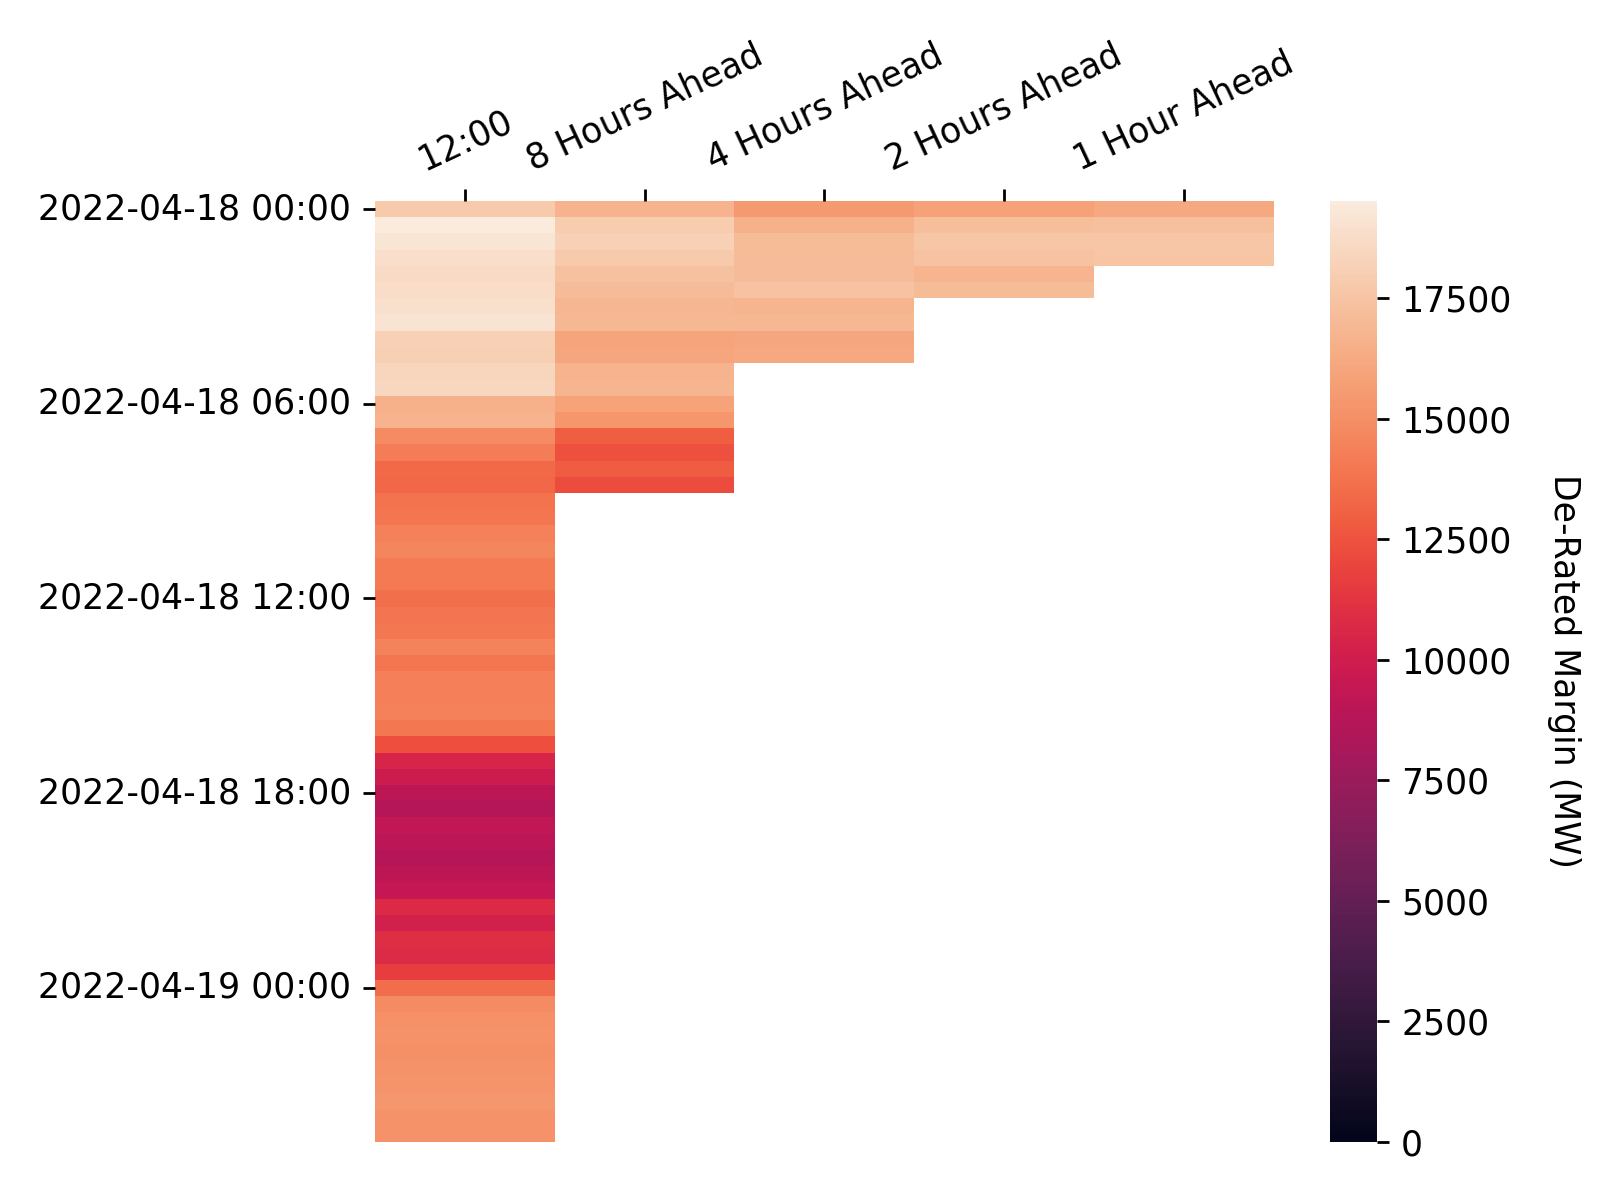 12:00
8 Hours Ahead
4 Hours Ahead
2 Hours Ahead
1 Hour Ahead
2022-04-18 00:00
2022-04-18 06:00
2022-04-18 12:00
2022-04-18 18:00
2022-04-19 00:00
17500
15000
12500
10000
7500
5000
2500
0
De-Rated Margin (MW)